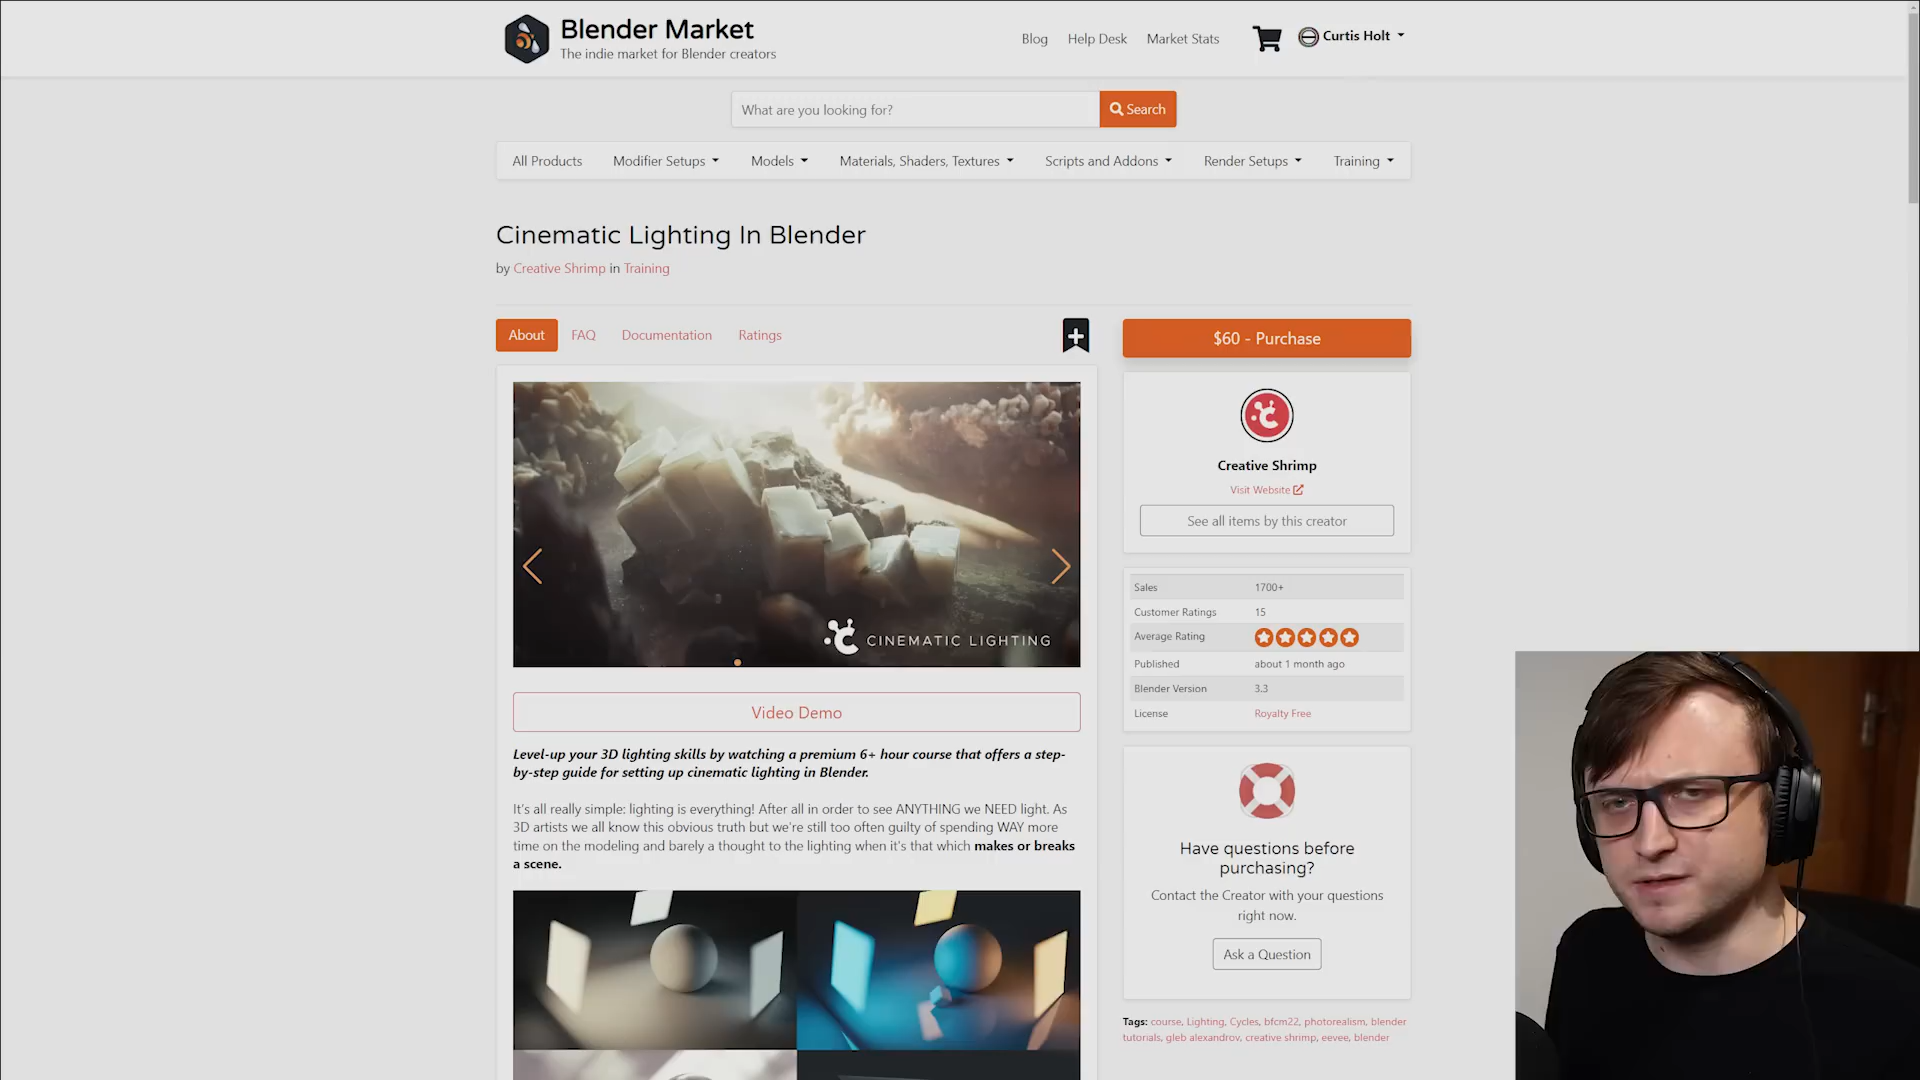 Blender Market
The indie market for Blender creators
Blog
Help Desk
Market Stats
Curtis Holt
What are you looking for?
Search
All Products
Modifier Setups
Models
Materials, Shaders, Textures
Scripts and Addons
Render Setups
Training
Cinematic Lighting In Blender
by Creative Shrimp in Training
About
FAQ
Documentation
Ratings
CINEMATIC LIGHTING
Video Demo
Level-up your 3D lighting skills by watching a premium 6+ hour course that offers a step-
by-step guide for setting up cinematic lighting in Blender.
It's all really simple: lighting is everything! After all in order to see ANYTHING we NEED light. As
3D artists we all know this obvious truth but we're still too often guilty of spending WAY more
time on the modeling and barely a thought to the lighting when it's that which makes or breaks
a scene.
$60 - Purchase
Creative Shrimp
Visit Website
See all items by this creator
Sales 1700+
Customer Ratings 15
Average Rating
Published about 1 month ago
Blender Version 3.3
License Royalty Free
Have questions before
purchasing?
Contact the Creator with your questions
right now.
Ask a Question
Tags: course, Lighting, Cycles, bfcm22, photorealism, blender
tutorials, gleb alexandrov, creative shrimp, eevee, blender